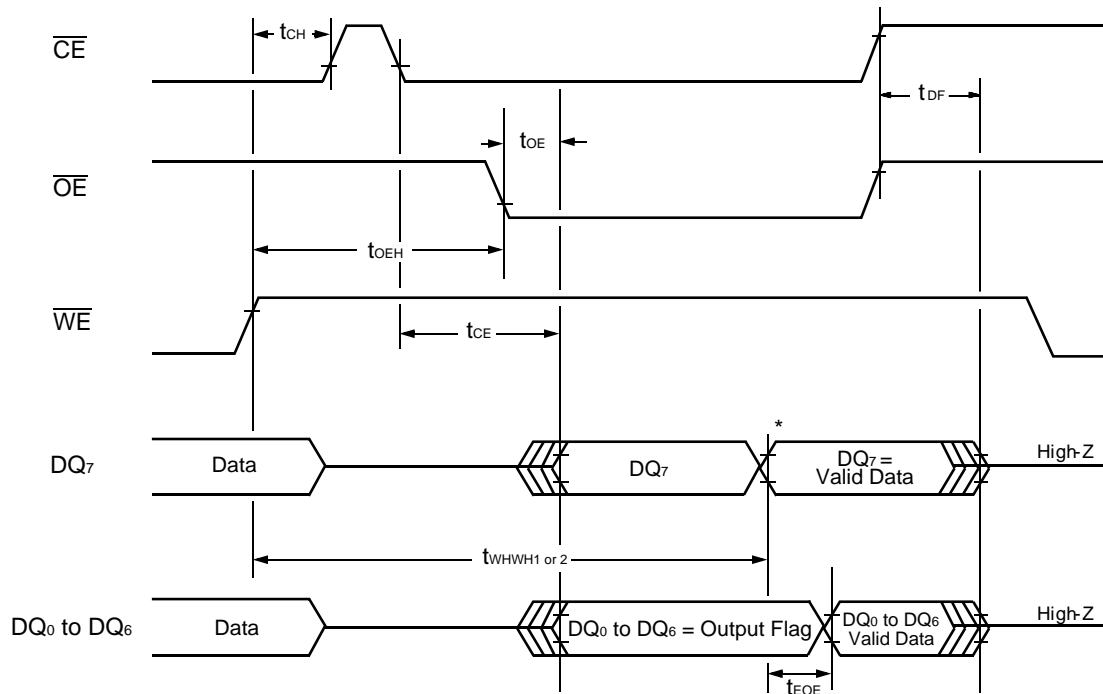 CE
tCH
tDF
tOE
OE
tOEH
WE
tCE
*
DQ7
Data
DQ7
DQ7 =
Valid Data
High-Z
tWHWH1 or 2
DQ0 to DQ6
Data
DQ0 to DQ6 = Output Flag
DQ0 to DQ6
Valid Data
High-Z
tEOE